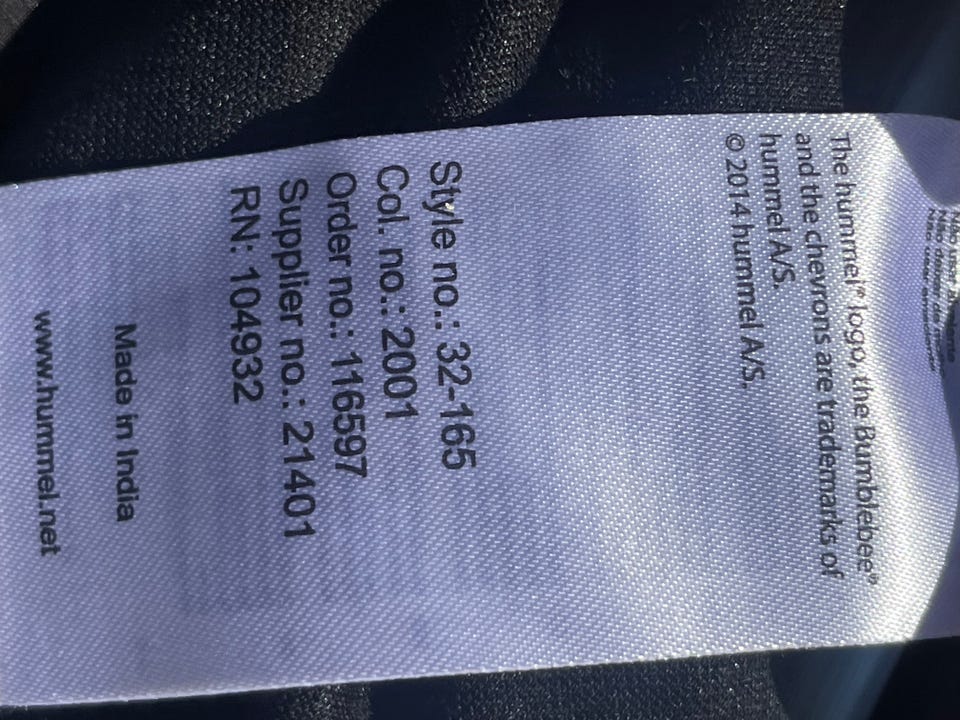 The hummel® logo, the Bumblebee®
and the chevrons are trademarks of
hummel A/S.
© 2014 hummel A/S.
Style no.: 32-165
Col. no.: 2001
Order no.: 116597
Supplier no.: 21401
RN: 104932
Made in India
www.hummel.net